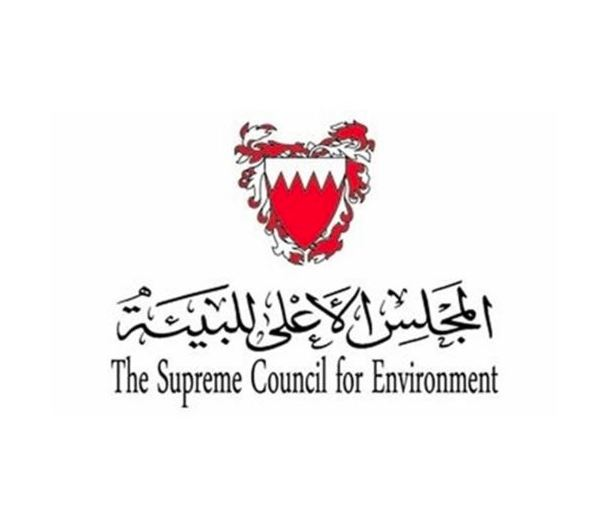 المجلس الأعلى للبيئة
The Supreme Council for Environment